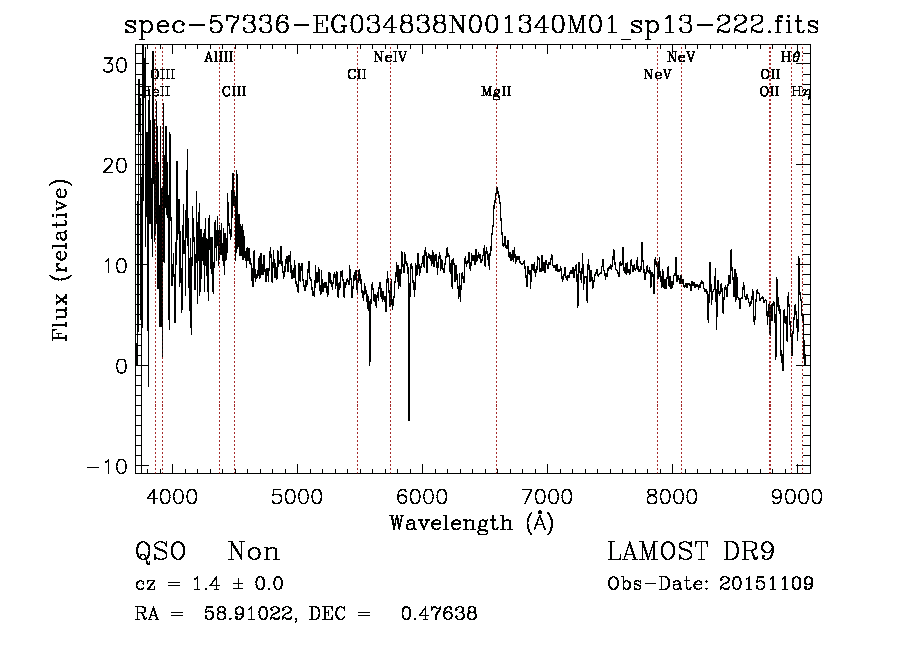 spec-57336-EG034838N001340M01_sp13-222.fits
AlIII NeIV NeV Hθ
OIII CII NeV OII
HeII CIII MgII OII Hη
30
20
10
0
-10
Flux (relative)
4000 5000 6000 7000 8000 9000
Wavelength (Å)
QSO Non LAMOST DR9
cz = 1.4 ± 0.0 Obs-Date: 20151109
RA = 58.91022, DEC = 0.47638